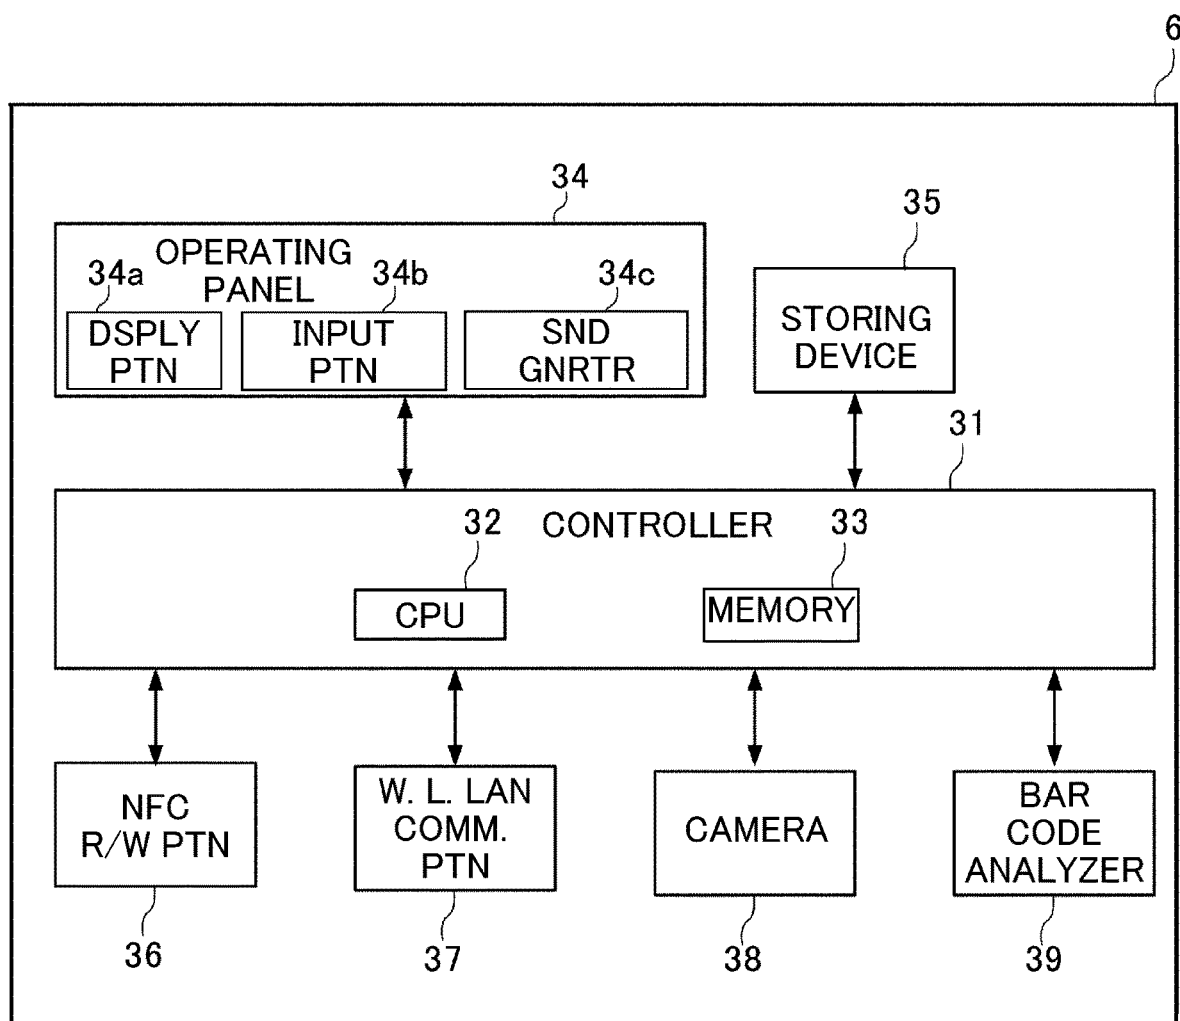 6
34
35
OPERATING
PANEL
34a
34b
34c
DSPLY
PTN
INPUT
PTN
SND
GNRTR
STORING
DEVICE
31
CONTROLLER
32
33
CPU
MEMORY
NFC
R/W PTN
W. L. LAN
COMM.
PTN
CAMERA
BAR
CODE
ANALYZER
36
37
38
39